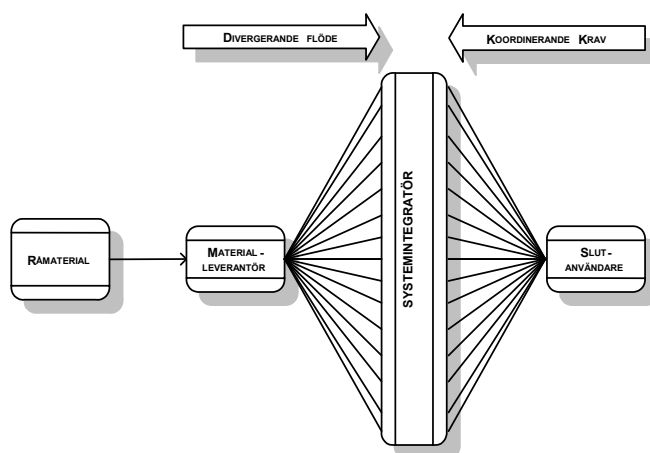 DIVERGERANDE FLÖDE
KOORDINERANDE KRAV
RÅMATERIAL
MATERIAL-
LEVERANTÖR
SYSTEMINTEGRATÖR
SLUT-
ANVÄNDARE